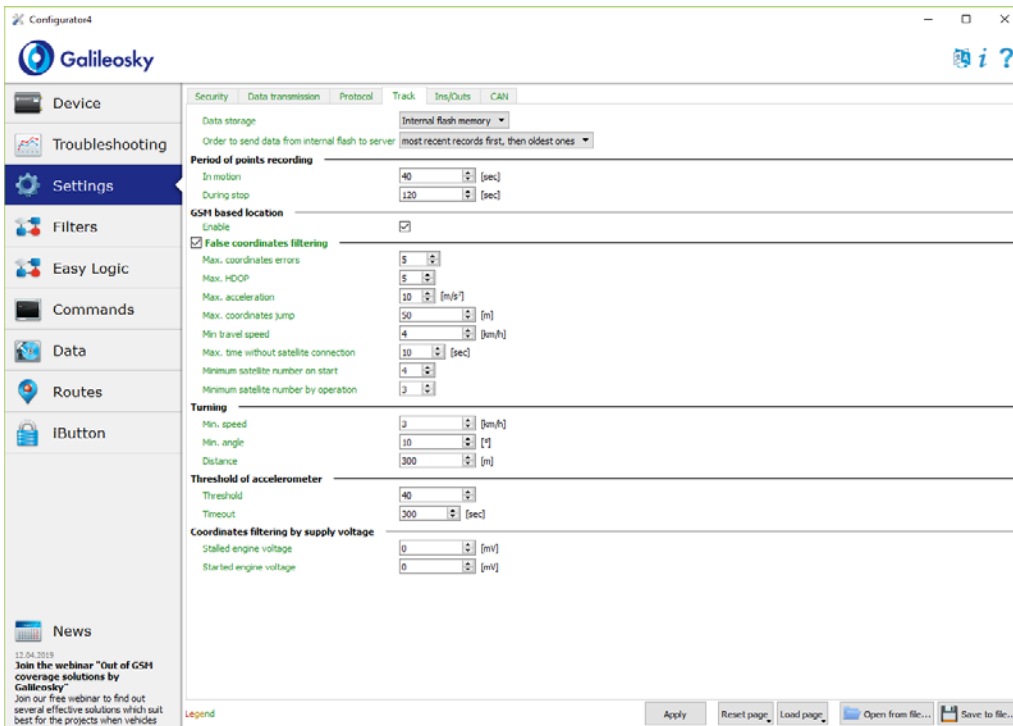 Configurator4
Galileosky
Device
Troubleshooting
Settings
Filters
Easy Logic
Commands
Data
Routes
IButton
News
12.04.2019
Join the webinar "Out of GSM
coverage solutions by
Galileosky"
Join our free webinar to find out
several effective solutions which suit
best for the projects when vehicles
Security Data transmission Protocol Track Ins/Outs CAN
Data storage Internal flash memory
Order to send data from internal flash to server most recent records first, then oldest ones
Period of points recording
In motion 40 [sec]
During stop 120 [sec]
GSM based location
Enable
False coordinates filtering
Max. coordinates errors 5
Max. HDOP 5
Max. acceleration 10 [m/s²]
Max. coordinates jump 50 [m]
Min travel speed 4 [km/h]
Max. time without satellite connection 10 [sec]
Minimum satellite number on start 4
Minimum satellite number by operation 3
Turning
Min. speed 3 [km/h]
Min. angle 10 [°]
Distance 300 [m]
Threshold of accelerometer
Threshold 40
Timeout 300 [sec]
Coordinates filtering by supply voltage
Stalled engine voltage 0 [mV]
Started engine voltage 0 [mV]
Legend Apply Reset page Load page Open from file... Save to file...